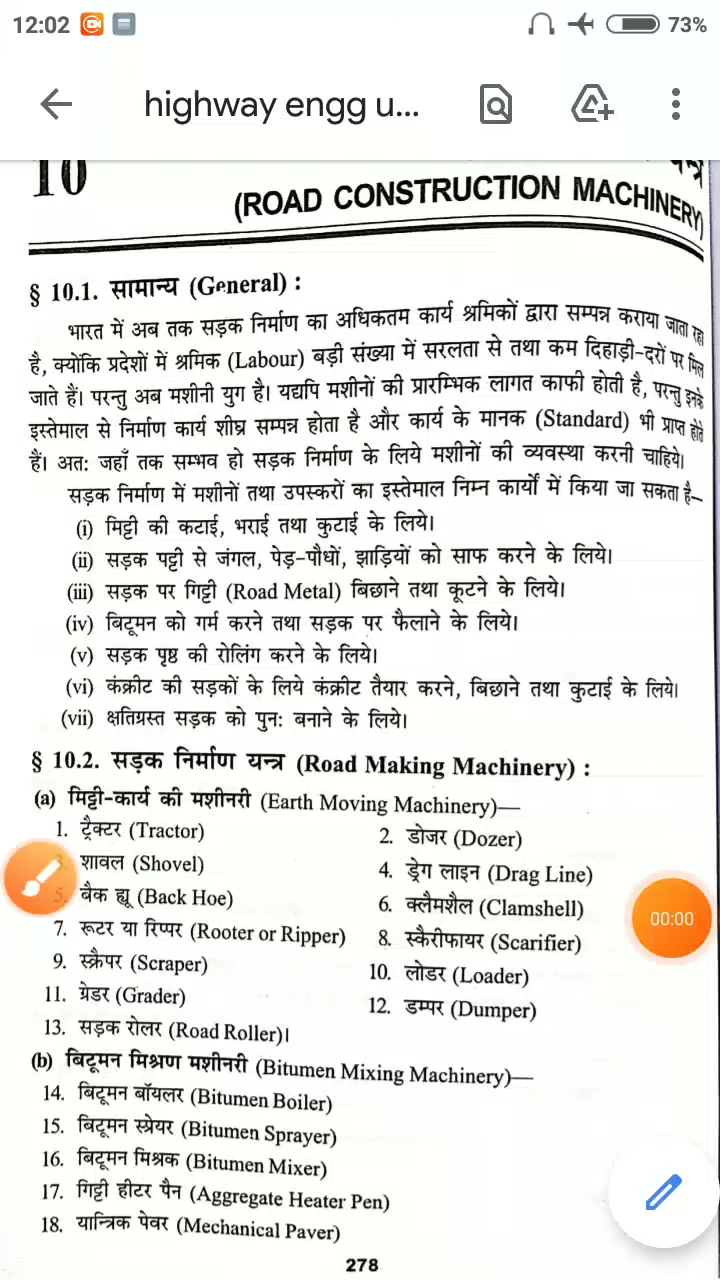 12:02 73%
highway engg u...
10
(ROAD CONSTRUCTION MACHINERY)
§ 10.1. सामान्य (General) :
भारत में अब तक सड़क निर्माण का अधिकतम कार्य श्रमिकों द्वारा सम्पन्न कराया जाता रहा
है, क्योंकि प्रदेशों में श्रमिक (Labour) बड़ी संख्या में सरलता से तथा कम दिहाड़ी-दरों पर मिल
जाते हैं। परन्तु अब मशीनी युग है। यद्यपि मशीनों की प्रारम्भिक लागत काफी होती है, परन्तु इनके
इस्तेमाल से निर्माण कार्य शीघ्र सम्पन्न होता है और कार्य के मानक (Standard) भी प्राप्त होते
हैं। अत: जहाँ तक सम्भव हो सड़क निर्माण के लिये मशीनों की व्यवस्था करनी चाहिये।
सड़क निर्माण में मशीनों तथा उपस्करों का इस्तेमाल निम्न कार्यों में किया जा सकता है–
(i) मिट्टी की कटाई, भराई तथा कुटाई के लिये।
(ii) सड़क पट्टी से जंगल, पेड़-पौधों, झाड़ियों को साफ करने के लिये।
(iii) सड़क पर गिट्टी (Road Metal) बिछाने तथा कूटने के लिये।
(iv) बिटूमन को गर्म करने तथा सड़क पर फैलाने के लिये।
(v) सड़क पृष्ठ की रोलिंग करने के लिये।
(vi) कंक्रीट की सड़कों के लिये कंक्रीट तैयार करने, बिछाने तथा कुटाई के लिये।
(vii) क्षतिग्रस्त सड़क को पुन: बनाने के लिये।
§ 10.2. सड़क निर्माण यन्त्र (Road Making Machinery) :
(a) मिट्टी-कार्य की मशीनरी (Earth Moving Machinery)—
1. ट्रैक्टर (Tractor) 2. डोजर (Dozer)
शावल (Shovel) 4. ड्रेग लाइन (Drag Line)
5. बैक ह्यू (Back Hoe) 6. क्लैमशैल (Clamshell)
7. रूटर या रिप्पर (Rooter or Ripper) 8. स्कैरीफायर (Scarifier)
9. स्क्रैपर (Scraper) 10. लोडर (Loader)
11. ग्रेडर (Grader) 12. डम्पर (Dumper)
13. सड़क रोलर (Road Roller)।
(b) बिटूमन मिश्रण मशीनरी (Bitumen Mixing Machinery)—
14. बिटूमन बॉयलर (Bitumen Boiler)
15. बिटूमन स्प्रेयर (Bitumen Sprayer)
16. बिटूमन मिश्रक (Bitumen Mixer)
17. गिट्टी हीटर पैन (Aggregate Heater Pen)
18. यान्त्रिक पेवर (Mechanical Paver)
278
00:00